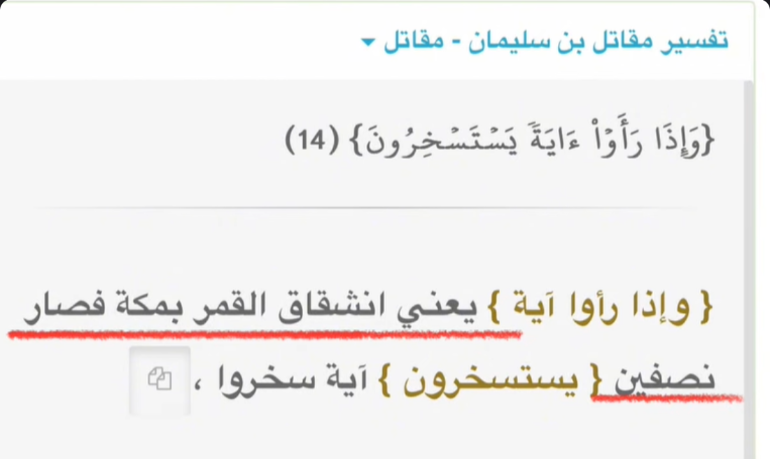 تفسير مقاتل بن سليمان - مقاتل
{وَإِذَا رَأَوۡاْ ءَايَةٗ يَسۡتَسۡخِرُونَ} (14)
{ وإذا رأوا آية } يعني انشقاق القمر بمكة فصار
نصفين { يستسخرون } آية سخروا ،